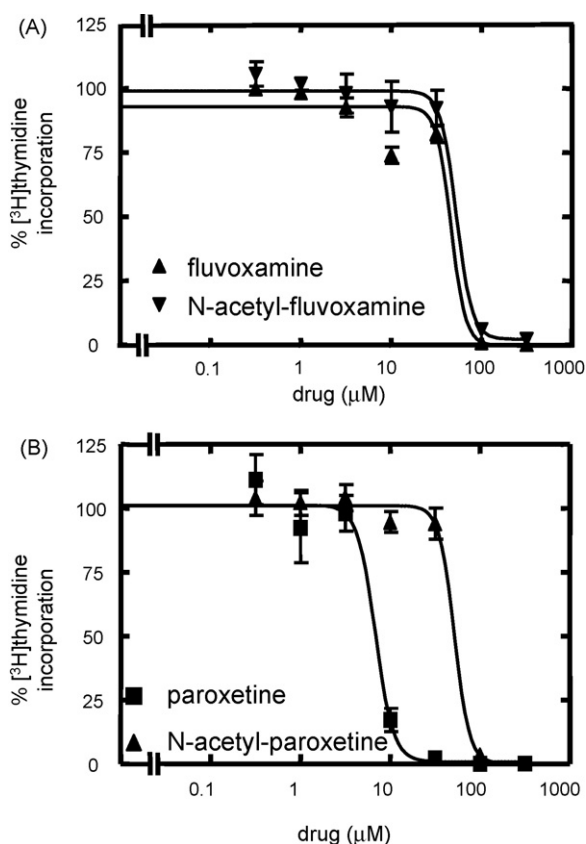 (A)
125
100
75
50
25
0
% [³H]thymidine
incorporation
fluvoxamine
N-acetyl-fluvoxamine
0.1 1 10 100 1000
drug (μM)
(B)
125
100
75
50
25
0
% [³H]thymidine
incorporation
paroxetine
N-acetyl-paroxetine
0.1 1 10 100 1000
drug (μM)